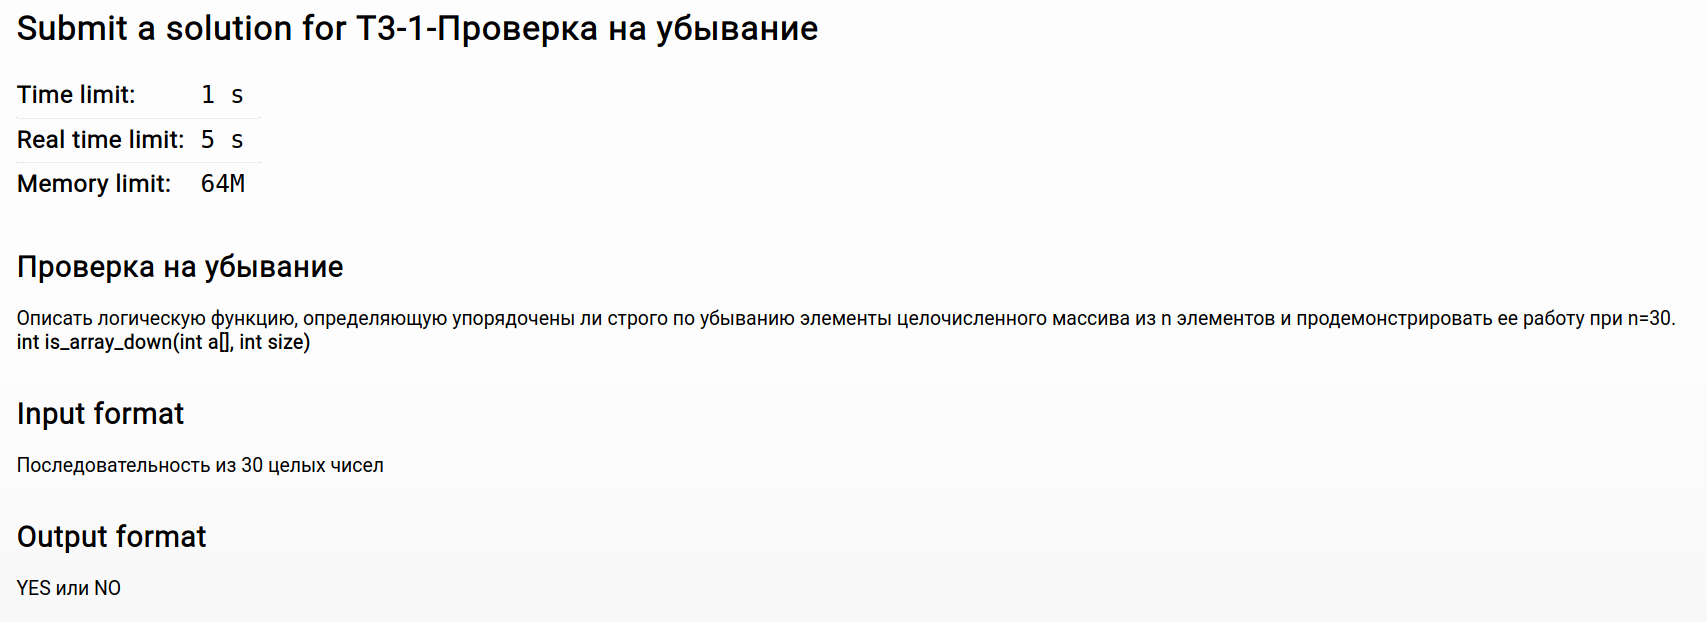 Submit a solution for T3-1-Проверка на убывание
Time limit: 1 s
Real time limit: 5 s
Memory limit: 64M
Проверка на убывание
Описать логическую функцию, определяющую упорядочены ли строго по убыванию элементы целочисленного массива из n элементов и продемонстрировать ее работу при n=30.
int is_array_down(int a[], int size)
Input format
Последовательность из 30 целых чисел
Output format
YES или NO